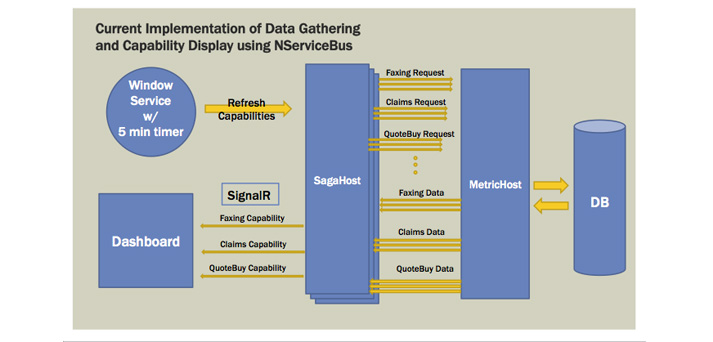 Current Implementation of Data Gathering
and Capability Display using NServiceBus
Window
Service
w/
5 min timer
Refresh
Capabilities
SagaHost
Faxing Request
Claims Request
QuoteBuy Request
MetricHost
DB
SignalR
Dashboard
Faxing Capability
Claims Capability
QuoteBuy Capability
Faxing Data
Claims Data
QuoteBuy Data